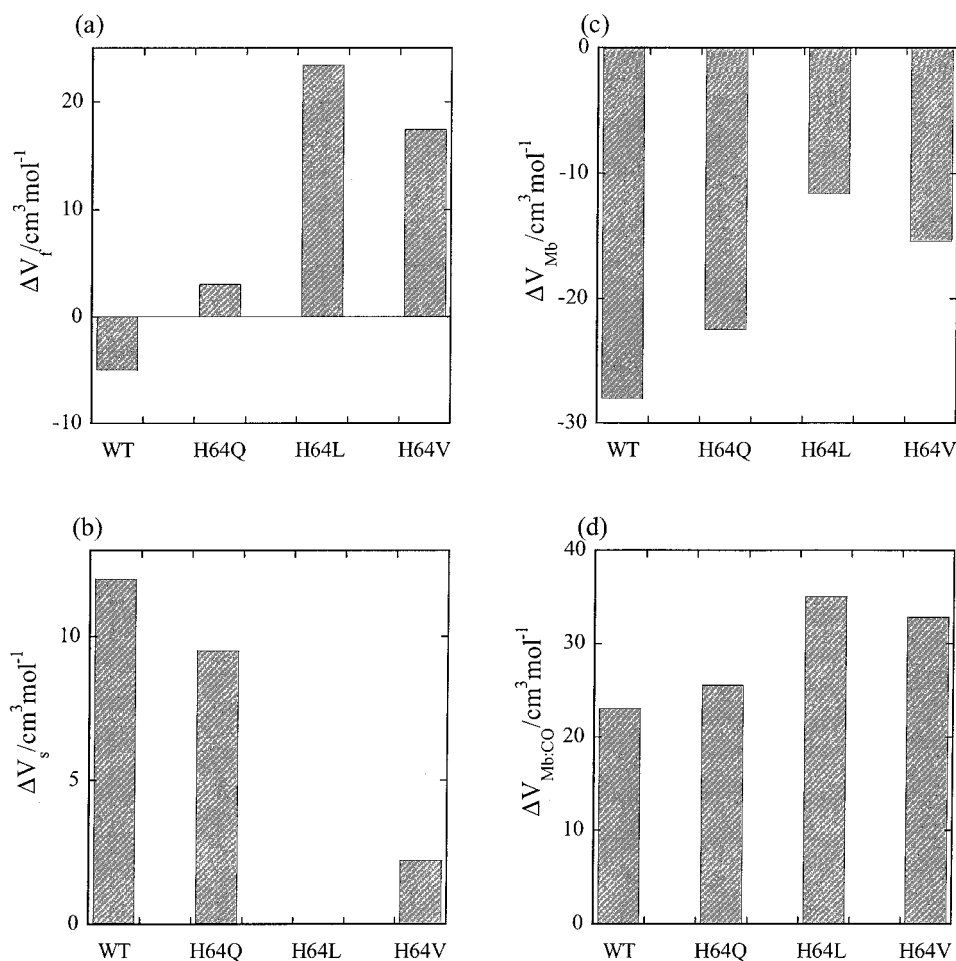 (a)
ΔV_f/cm³mol⁻¹
20
10
0
-10
WT H64Q H64L H64V
(c)
ΔV_Mb/cm³mol⁻¹
0
-10
-20
-30
WT H64Q H64L H64V
(b)
ΔV_s/cm³mol⁻¹
10
5
0
WT H64Q H64L H64V
(d)
ΔV_Mb:CO/cm³mol⁻¹
40
30
20
10
0
WT H64Q H64L H64V